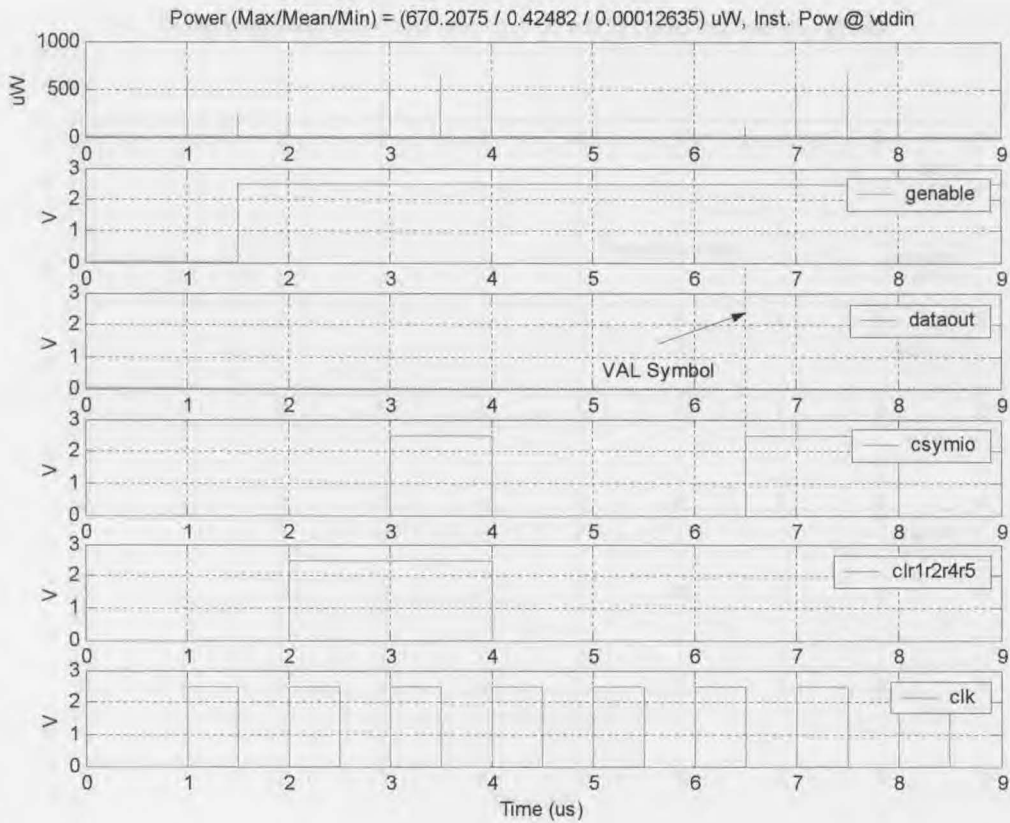 Power (Max/Mean/Min) = (670.2075 / 0.42482 / 0.00012635) uW, Inst. Pow @ vddin
1000
500
0
uW
0 1 2 3 4 5 6 7 8 9
3
2
1
0
V
genable
0 1 2 3 4 5 6 7 8 9
3
2
1
0
V
dataout
VAL Symbol
0 1 2 3 4 5 6 7 8 9
3
2
1
0
V
csymio
0 1 2 3 4 5 6 7 8 9
3
2
1
0
V
clr1r2r4r5
0 1 2 3 4 5 6 7 8 9
3
2
1
0
V
clk
0 1 2 3 4 5 6 7 8 9
Time (us)